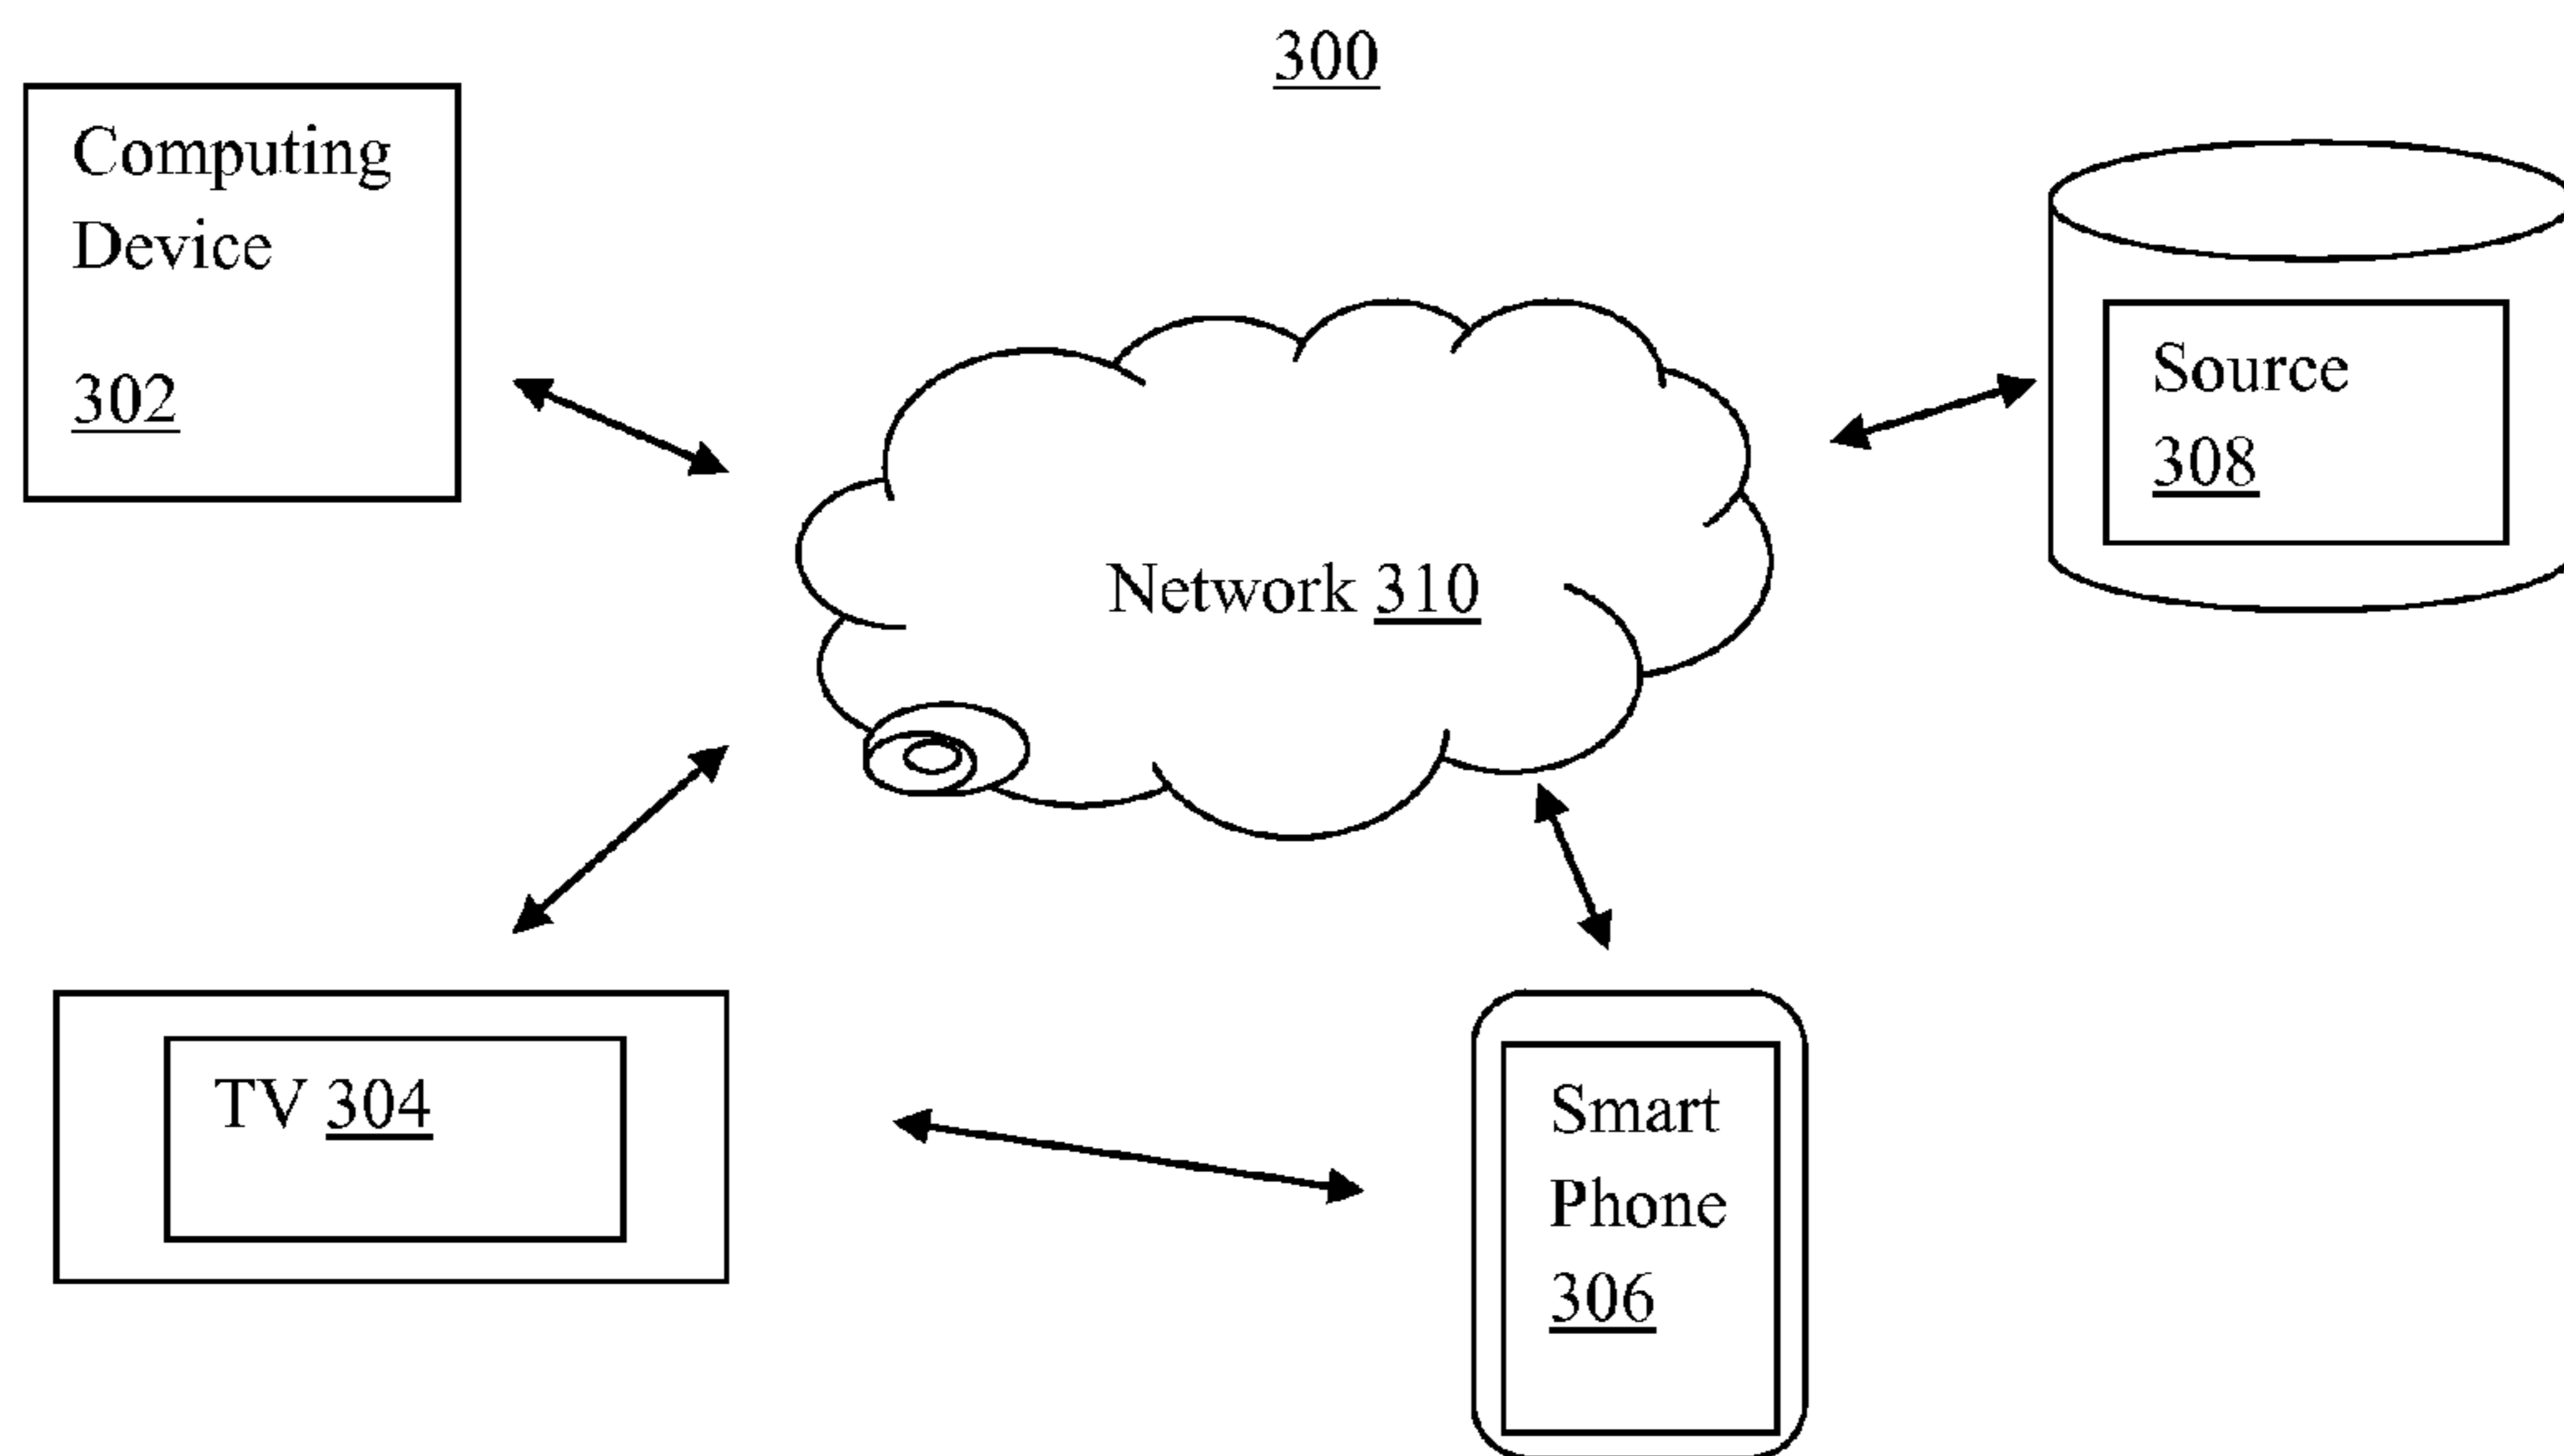 300
Computing
Device
302
Source
308
Network 310
TV 304
Smart
Phone
306